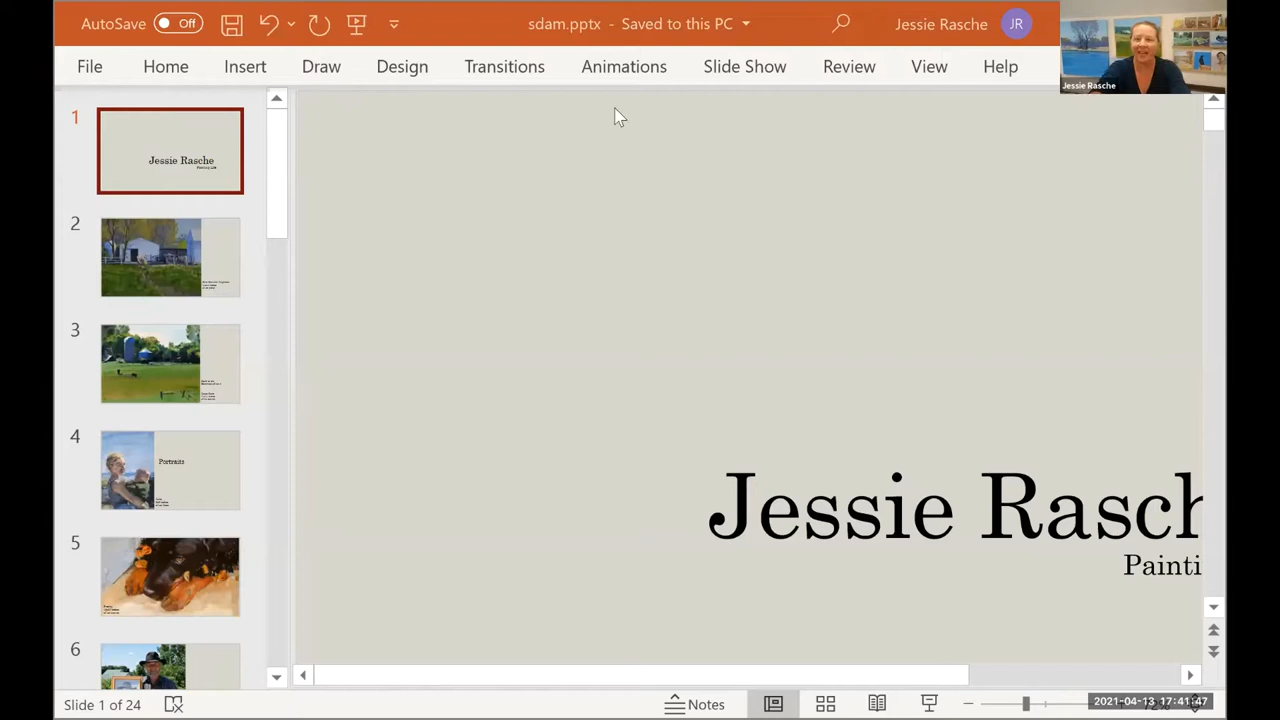 AutoSave Off
sdam.pptx - Saved to this PC
Jessie Rasche JR
File Home Insert Draw Design Transitions Animations Slide Show Review View Help
Jessie Rasche
1
Jessie Rasche
Painting Life
2
3
4
Portraits
5
6
Jessie Rasch
Painti
Slide 1 of 24
Notes
2021-04-13 17:41:47